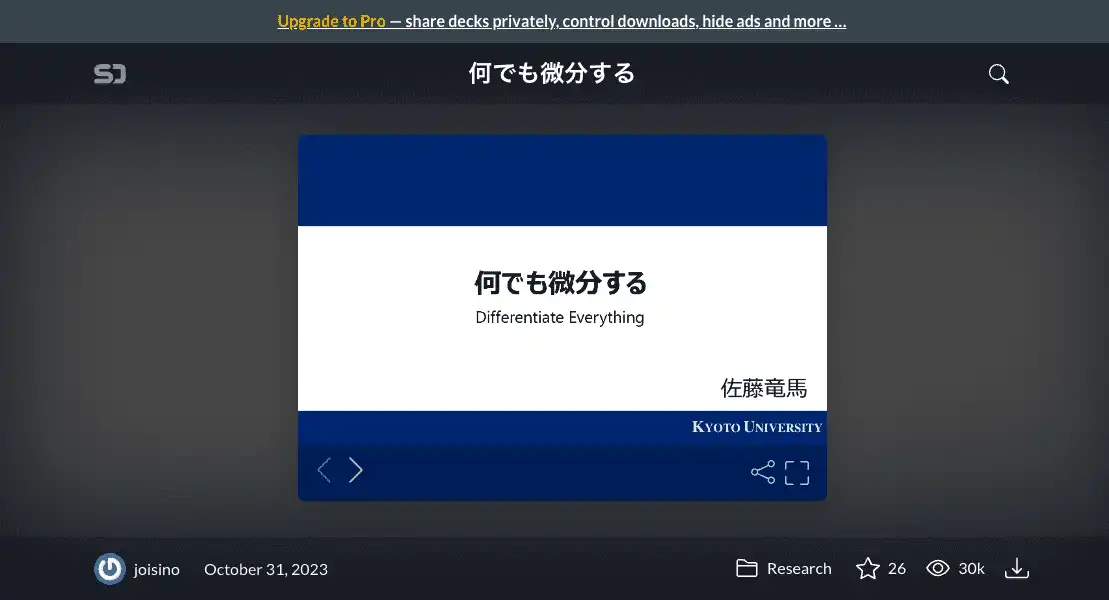 Upgrade to Pro — share decks privately, control downloads, hide ads and more …
SD
何でも微分する
何でも微分する
Differentiate Everything
佐藤竜馬
KYOTO UNIVERSITY
joisino
October 31, 2023
Research
26
30k